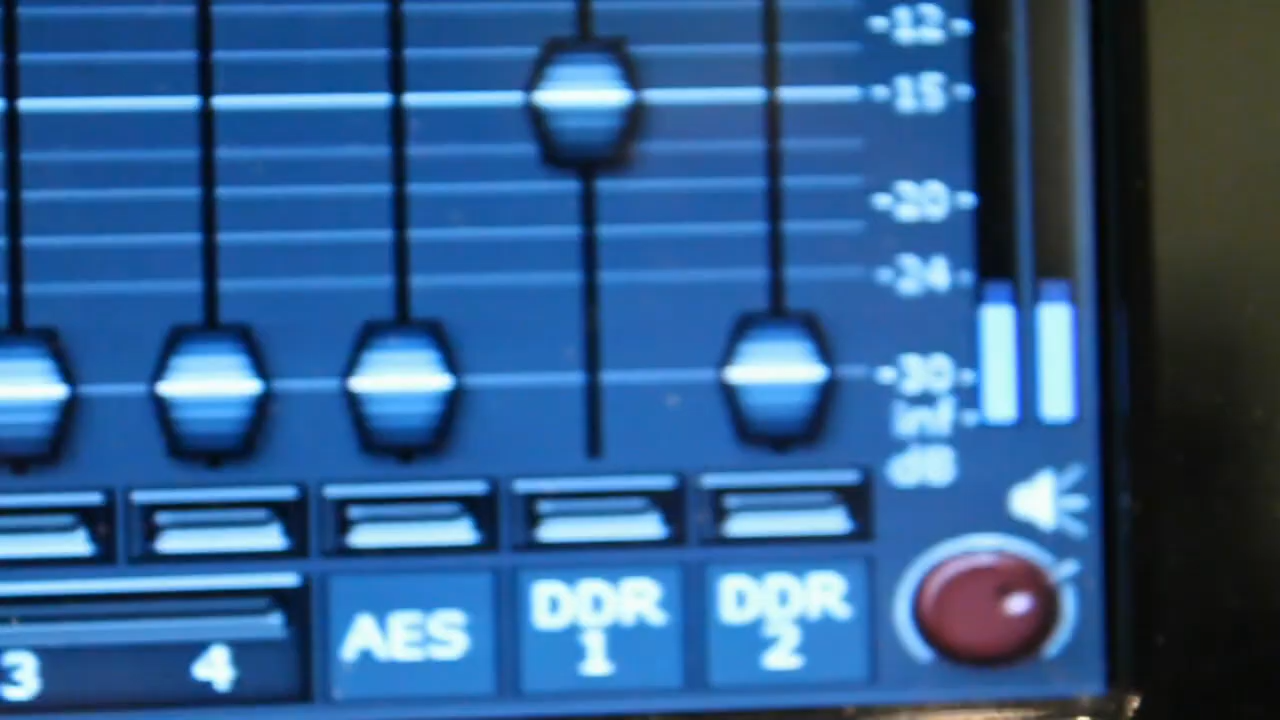 -12-
-15-
-20-
-24-
-30-
inf-
dB
3
4
AES
DDR
1
DDR
2